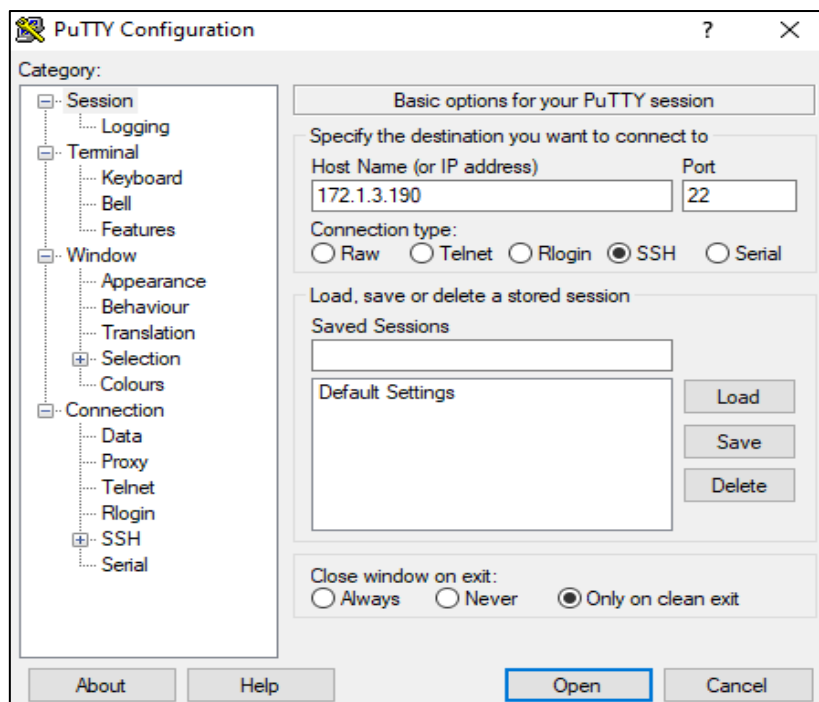 PuTTY Configuration ? ×
Category:
Session
Logging
Terminal
Keyboard
Bell
Features
Window
Appearance
Behaviour
Translation
Selection
Colours
Connection
Data
Proxy
Telnet
Rlogin
SSH
Serial
Basic options for your PuTTY session
Specify the destination you want to connect to
Host Name (or IP address) Port
172.1.3.190 22
Connection type:
Raw Telnet Rlogin SSH Serial
Load, save or delete a stored session
Saved Sessions
Default Settings
Load
Save
Delete
Close window on exit:
Always Never Only on clean exit
About Help Open Cancel